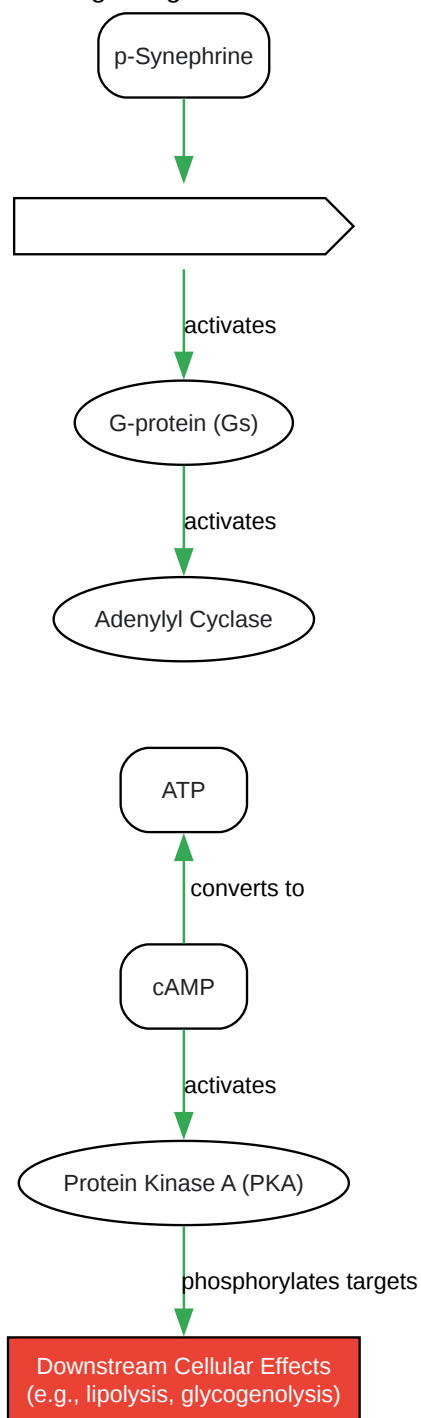 p-Synephrine
activates
G-protein (Gs)
activates
Adenylyl Cyclase
ATP
converts to
cAMP
activates
Protein Kinase A (PKA)
phosphorylates targets
Downstream Cellular Effects
(e.g., lipolysis, glycogenolysis)